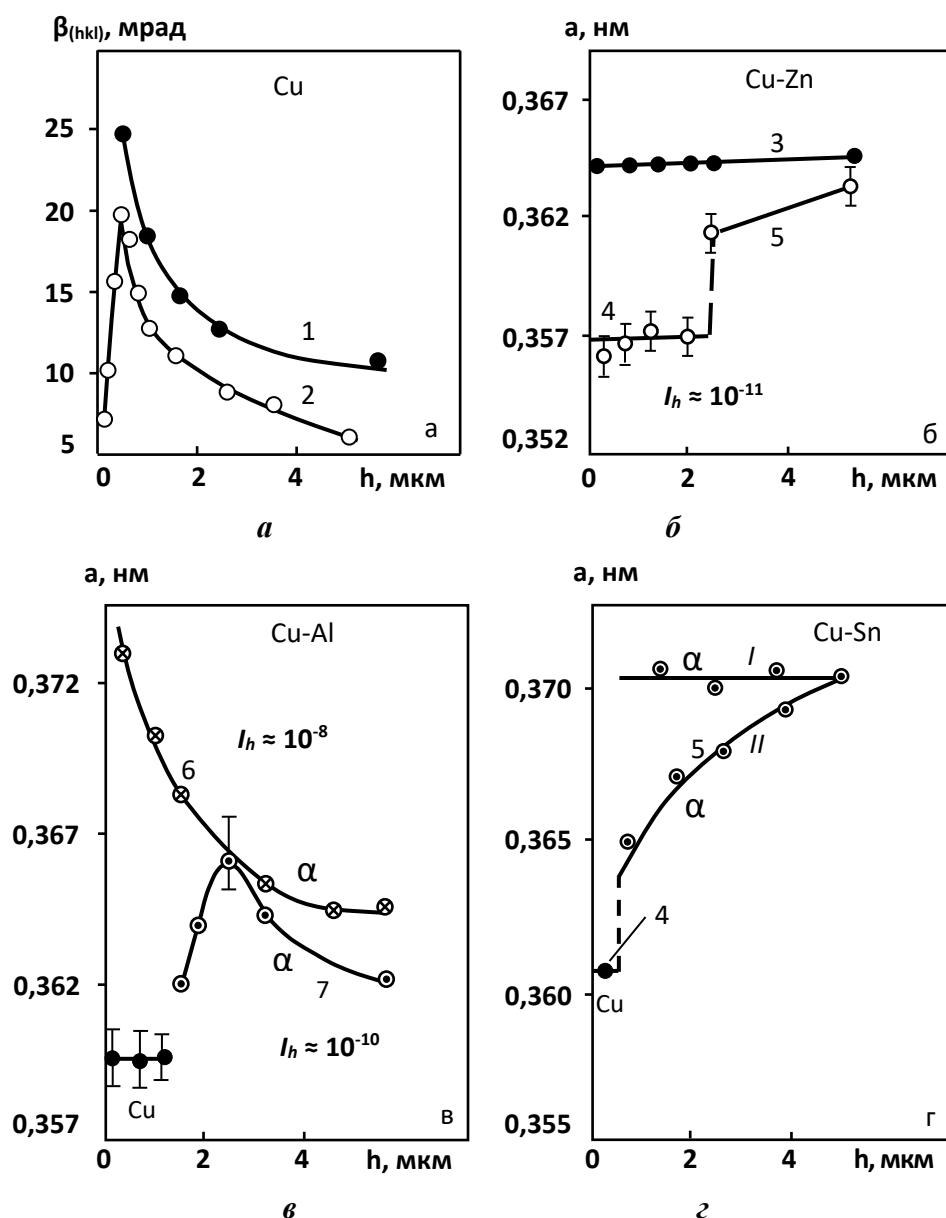 β(hkl), мрад
Cu
25
20
15
10
5
1
2
а
0 2 4 h, мкм
а
а, нм
Cu-Zn
0,367
0,362
0,357
0,352
3
5
4
I_h ≈ 10⁻¹¹
б
0 2 4 h, мкм
б
а, нм
Cu-Al
0,372
0,367
0,362
0,357
I_h ≈ 10⁻⁸
6
α
α
7
I_h ≈ 10⁻¹⁰
Cu
в
0 2 4 h, мкм
в
а, нм
Cu-Sn
0,370
0,365
0,360
0,355
α I
5 II
α
4
Cu
г
0 2 4 h, мкм
г